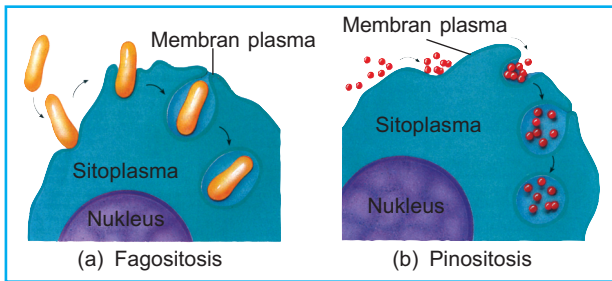 Membran plasma
Sitoplasma
Nukleus
(a) Fagositosis
Membran plasma
Sitoplasma
Nukleus
(b) Pinositosis